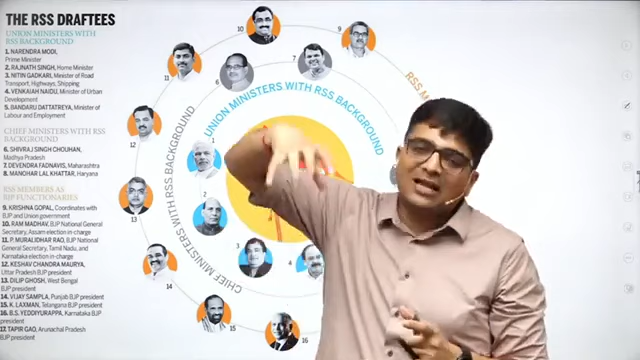 THE RSS DRAFTEES
UNION MINISTERS WITH
RSS BACKGROUND
1. NARENDRA MODI,
Prime Minister
2. RAJNATH SINGH, Home Minister
3. NITIN GADKARI, Minister of Road
Transport, Highways, Shipping
4. VENKAIAH NAIDU, Minister of Urban
Development
5. BANDARU DATTATREYA, Minister of
Labour and Employment
CHIEF MINISTERS WITH RSS
BACKGROUND
6. SHIVRAJ SINGH CHOUHAN,
Madhya Pradesh
7. DEVENDRA FADNAVIS, Maharashtra
8. MANOHAR LAL KHATTAR, Haryana
RSS MEMBERS AS
BJP FUNCTIONARIES
9. KRISHNA GOPAL, Coordinates with
BJP and Union government
10. RAM MADHAV, BJP National General
Secretary, Assam election in-charge
11. P. MURALIDHAR RAO, BJP National
General Secretary, Tamil Nadu, and
Karnataka election in-charge
12. KESHAV CHANDRA MAURYA,
Uttar Pradesh BJP president
13. DILIP GHOSH, West Bengal
BJP president
14. VIJAY SAMPLA, Punjab BJP president
15. K. LAXMAN, Telangana BJP president
16. B.S. YEDDIYURAPPA, Karnataka BJP
president
17. TAPIR GAO, Arunachal Pradesh
BJP president
UNION MINISTERS WITH RSS BACKGROUND
CHIEF MINISTERS WITH RSS BACKGROUND
RSS M
10
9
11
6
7
12
1
13
2
3
14
15
16